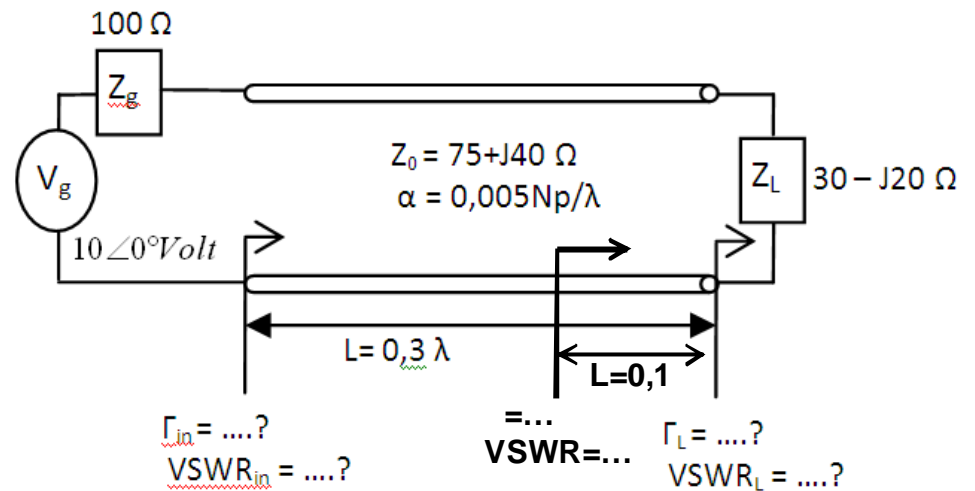 100 Ω
Zg
Vg
10∠0°Volt
Z0 = 75+J40 Ω
α = 0,005Np/λ
ZL
30 – J20 Ω
L= 0,3 λ
L=0,1
Γin = ....?
VSWRin = ....?
=...
VSWR=...
ΓL = ....?
VSWRL = ....?